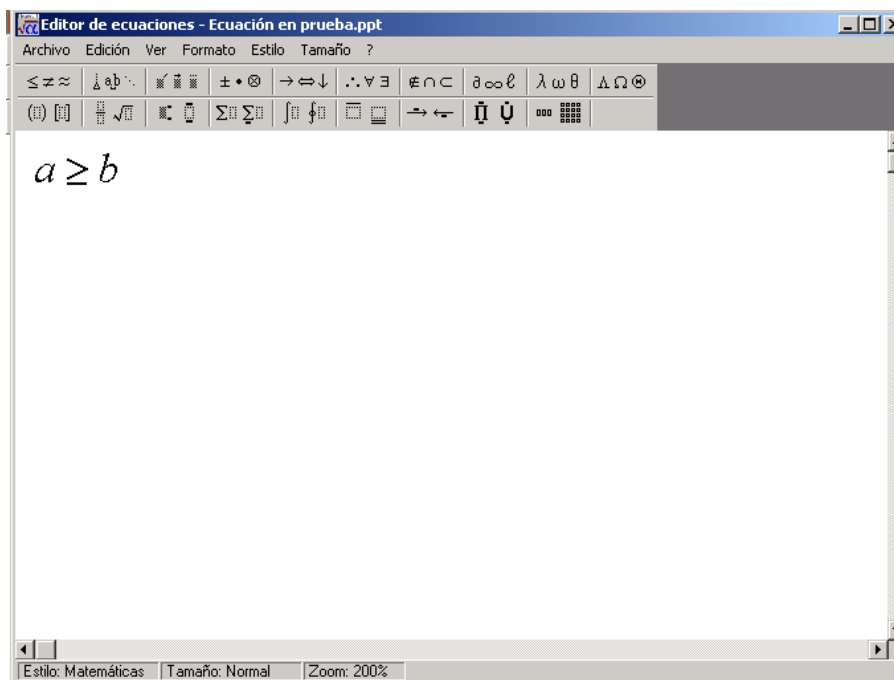 Editor de ecuaciones - Ecuación en prueba.ppt
Archivo Edición Ver Formato Estilo Tamaño ?
≤≠≈ ab ± • ⊗ → ⇔ ↓ ∴ ∀ ∃ ∉ ∩ ⊂ ∂ ∞ ℓ λ ω θ Λ Ω Θ
(▯) [▯] √▯ Σ▯ Σ▯ ∫▯ ∮▯ → ← Π̄ U̇
a ≥ b
Estilo: Matemáticas Tamaño: Normal Zoom: 200%